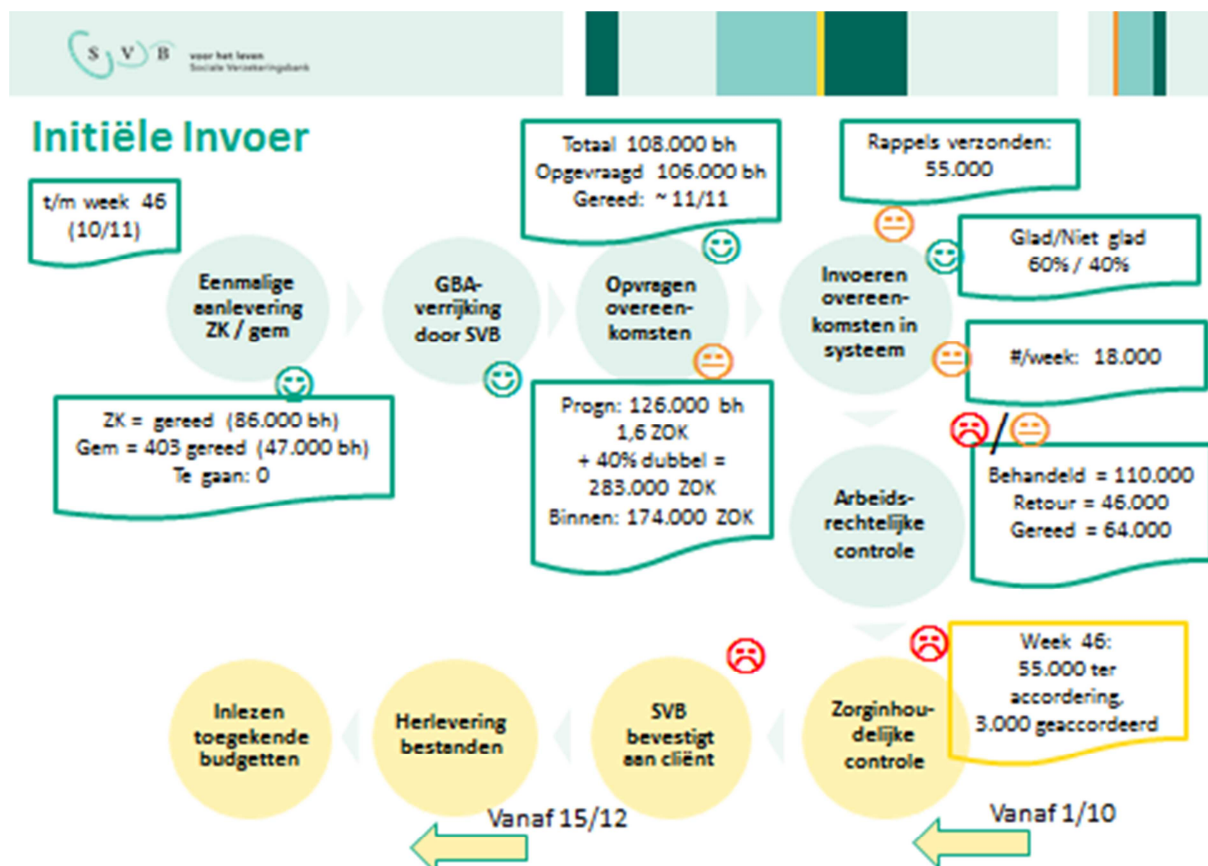 S V B
voor het leven
Sociale Verzekeringsbank
Initiële Invoer
t/m week 46
(10/11)
Totaal 108.000 bh
Opgevraagd 106.000 bh
Gereed: ~ 11/11
Rappels verzonden:
55.000
Glad/Niet glad
60% / 40%
Eenmalige
aanlevering
ZK / gem
GBA-
verrijking
door SVB
Opvragen
overeen-
komsten
Invoeren
overeen-
komsten in
systeem
#/week: 18.000
ZK = gereed (86.000 bh)
Gem = 403 gereed (47.000 bh)
Te gaan: 0
Progn: 126.000 bh
1,6 ZOK
+ 40% dubbel =
283.000 ZOK
Binnen: 174.000 ZOK
/
Arbeids-
rechtelijke
controle
Behandeld = 110.000
Retour = 46.000
Gereed = 64.000
Week 46:
55.000 ter
accordering,
3.000 geaccordeerd
Inlezen
toegekende
budgetten
Herlevering
bestanden
SVB
bevestigt
aan cliënt
Zorginhou-
delijke
controle
Vanaf 15/12
Vanaf 1/10